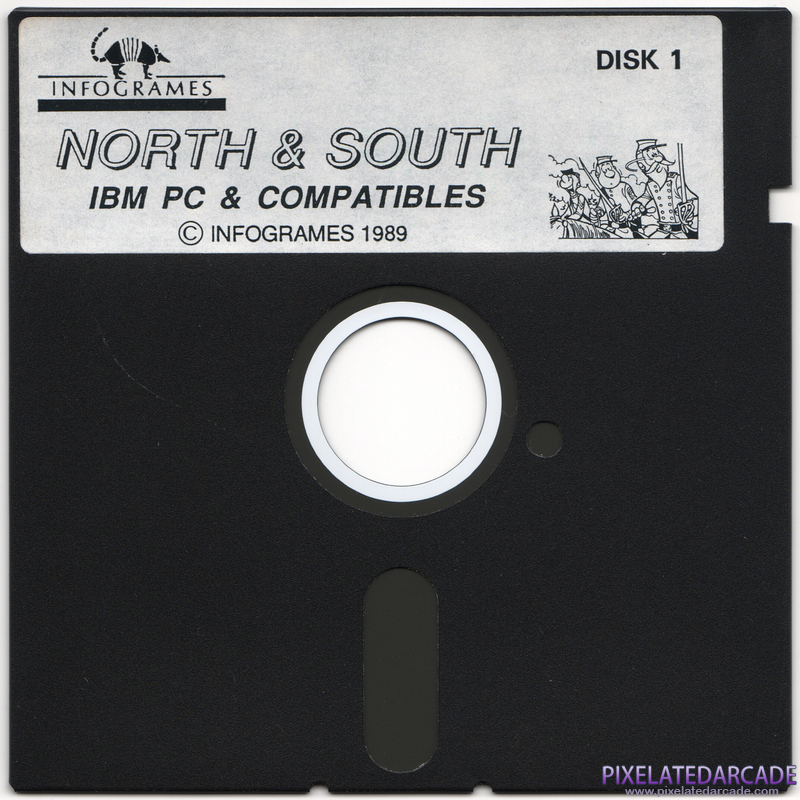 DISK 1
INFOGRAMES
NORTH & SOUTH
IBM PC & COMPATIBLES
© INFOGRAMES 1989
PIXELATEDARCADE
www.pixelatedarcade.com